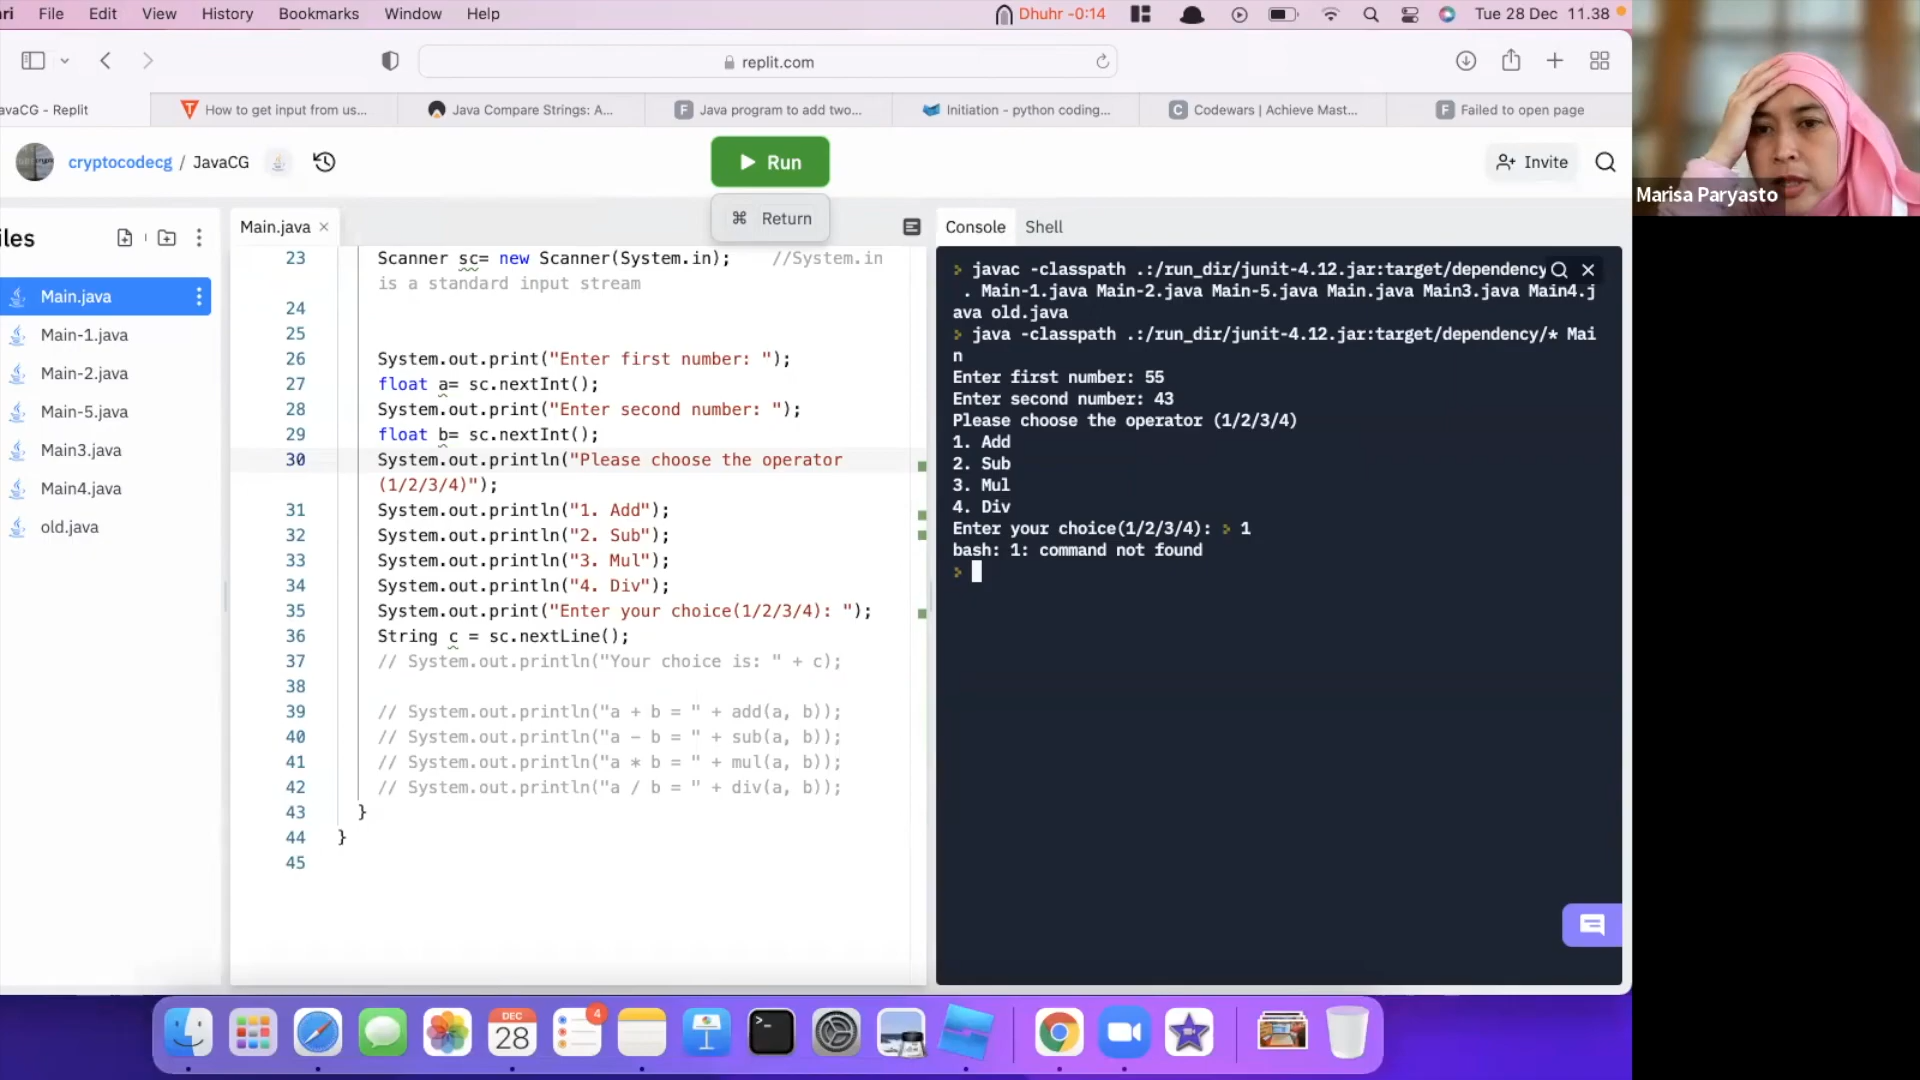 ri File Edit View History Bookmarks Window Help Dhuhr -0:14 Tue 28 Dec 11.38
replit.com
avaCG - Replit How to get input from us... Java Compare Strings: A... Java program to add two... Initiation - python coding... Codewars | Achieve Mast... Failed to open page
cryptocodecg / JavaCG Run Invite
⌘ Return
iles
Main.java
Main-1.java
Main-2.java
Main-5.java
Main3.java
Main4.java
old.java
Main.java ×
23 Scanner sc= new Scanner(System.in); //System.in
is a standard input stream
24
25
26 System.out.print("Enter first number: ");
27 float a= sc.nextInt();
28 System.out.print("Enter second number: ");
29 float b= sc.nextInt();
30 System.out.println("Please choose the operator
(1/2/3/4)");
31 System.out.println("1. Add");
32 System.out.println("2. Sub");
33 System.out.println("3. Mul");
34 System.out.println("4. Div");
35 System.out.print("Enter your choice(1/2/3/4): ");
36 String c = sc.nextLine();
37 // System.out.println("Your choice is: " + c);
38
39 // System.out.println("a + b = " + add(a, b));
40 // System.out.println("a - b = " + sub(a, b));
41 // System.out.println("a * b = " + mul(a, b));
42 // System.out.println("a / b = " + div(a, b));
43 }
44 }
45
Console Shell
javac -classpath .:/run_dir/junit-4.12.jar:target/dependency
. Main-1.java Main-2.java Main-5.java Main.java Main3.java Main4.j
ava old.java
java -classpath .:/run_dir/junit-4.12.jar:target/dependency/* Mai
n
Enter first number: 55
Enter second number: 43
Please choose the operator (1/2/3/4)
1. Add
2. Sub
3. Mul
4. Div
Enter your choice(1/2/3/4): > 1
bash: 1: command not found
>
Marisa Paryasto
DEC
28
4